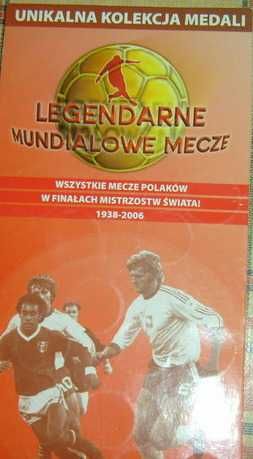 UNIKALNA KOLEKCJA MEDALI
LEGENDARNE
MUNDIALOWE MECZE
WSZYSTKIE MECZE POLAKÓW
W FINAŁACH MISTRZOSTW ŚWIATA!
1938-2006